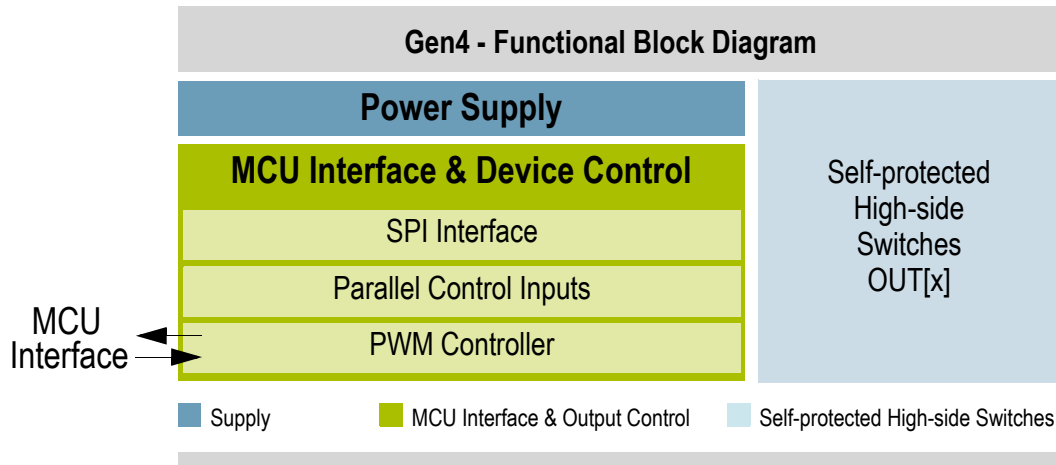 Gen4 - Functional Block Diagram
Power Supply
MCU Interface & Device Control
SPI Interface
Parallel Control Inputs
PWM Controller
Self-protected
High-side
Switches
OUT[x]
MCU
Interface
Supply
MCU Interface & Output Control
Self-protected High-side Switches